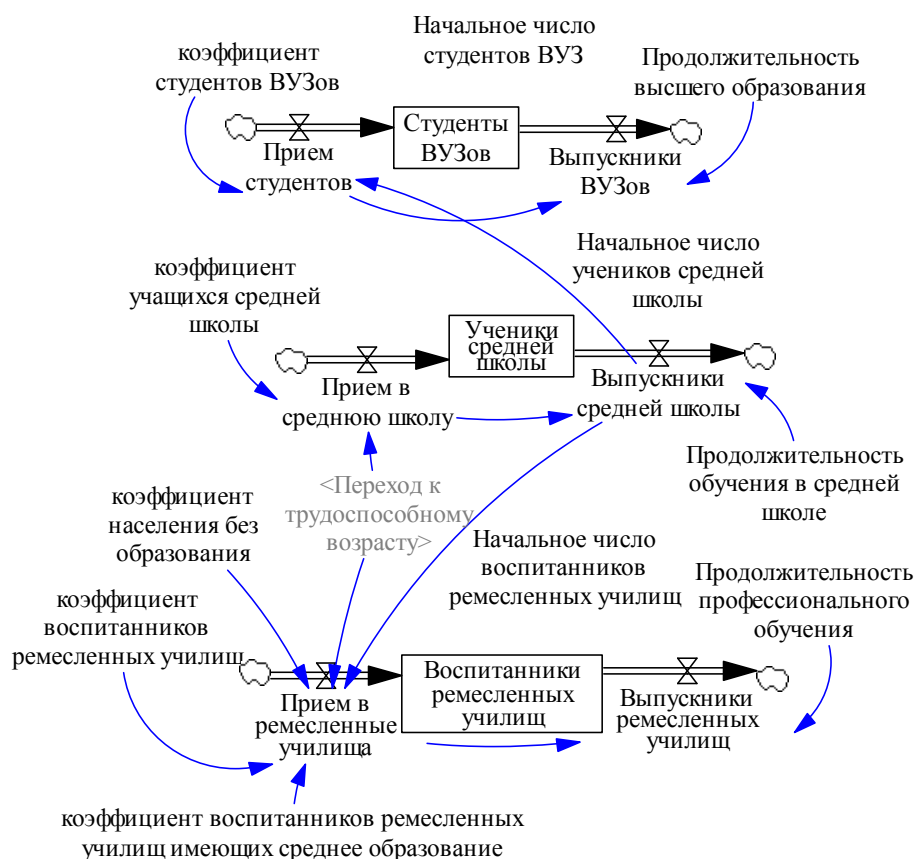 коэффициент
студентов ВУЗов
Начальное число
студентов ВУЗ
Продолжительность
высшего образования
Студенты
ВУЗов
Прием
студентов
Выпускники
ВУЗов
Начальное число
учеников средней
школы
коэффициент
учащихся средней
школы
Ученики
средней
школы
Прием в
среднюю школу
Выпускники
средней школы
Продолжительность
обучения в средней
школе
<Переход к
трудоспособному
возрасту>
коэффициент
населения без
образования
Начальное число
воспитанников
ремесленных училищ
Продолжительность
профессионального
обучения
коэффициент
воспитанников
ремесленных училищ
Воспитанники
ремесленных
училищ
Прием в
ремесленные
училища
Выпускники
ремесленных
училищ
коэффициент воспитанников ремесленных
училищ имеющих среднее образование